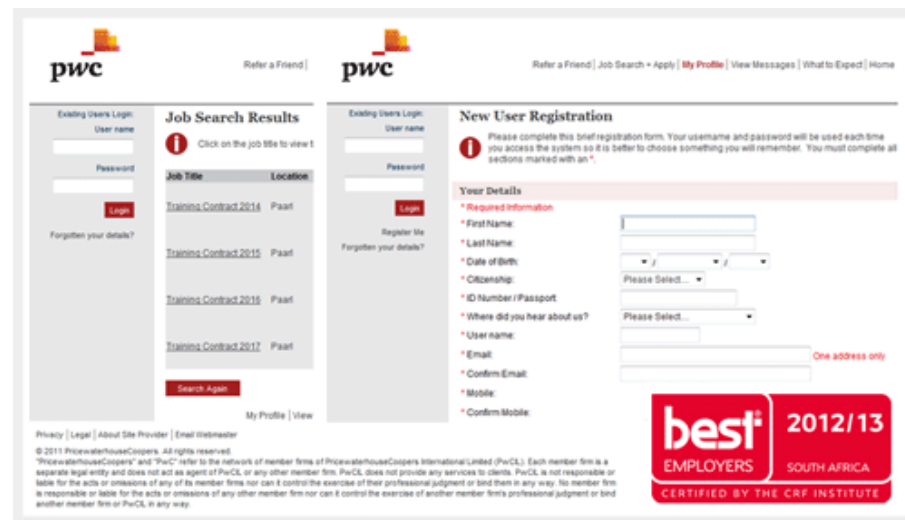 pwc
Refer a Friend |
Existing Users Login:
User name
Password
Login
Forgotten your details?
Job Search Results
Click on the job title to view t
Job Title Location
Training Contract 2014 Paarl
Training Contract 2015 Paarl
Training Contract 2016 Paarl
Training Contract 2017 Paarl
Search Again
My Profile | View
pwc
Refer a Friend | Job Search + Apply | My Profile | View Messages | What to Expect | Home
Existing Users Login:
User name
Password
Login
Register Me
Forgotten your details?
New User Registration
Please complete this brief registration form. Your username and password will be used each time
you access the system so it is better to choose something you will remember. You must complete all
sections marked with an *.
Your Details
* Required Information
* First Name:
* Last Name:
* Date of Birth: / /
* Citizenship: Please Select...
* ID Number / Passport:
* Where did you hear about us? Please Select...
* User name:
* Email: One address only
* Confirm Email:
* Mobile:
* Confirm Mobile:
Privacy | Legal | About Site Provider | Email Webmaster
© 2011 PricewaterhouseCoopers. All rights reserved.
"PricewaterhouseCoopers" and "PwC" refer to the network of member firms of PricewaterhouseCoopers International Limited (PwCIL). Each member firm is a
separate legal entity and does not act as agent of PwCIL or any other member firm. PwCIL does not provide any services to clients. PwCIL is not responsible or
liable for the acts or omissions of any of its member firms nor can it control the exercise of their professional judgment or bind them in any way. No member firm
is responsible or liable for the acts or omissions of any other member firm nor can it control the exercise of another member firm's professional judgment or bind
another member firm or PwCIL in any way.
best
EMPLOYERS
2012/13
SOUTH AFRICA
CERTIFIED BY THE CRF INSTITUTE